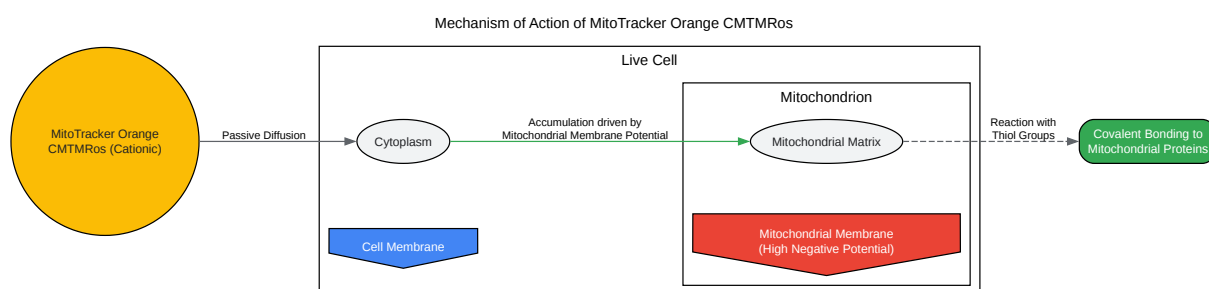 Mechanism of Action of MitoTracker Orange CMTMRos
Live Cell
Mitochondrion
MitoTracker Orange
CMTMRos (Cationic)
Passive Diffusion
Cytoplasm
Accumulation driven by
Mitochondrial Membrane Potential
Mitochondrial Matrix
Reaction with
Thiol Groups
Covalent Bonding to
Mitochondrial Proteins
Cell Membrane
Mitochondrial Membrane
(High Negative Potential)